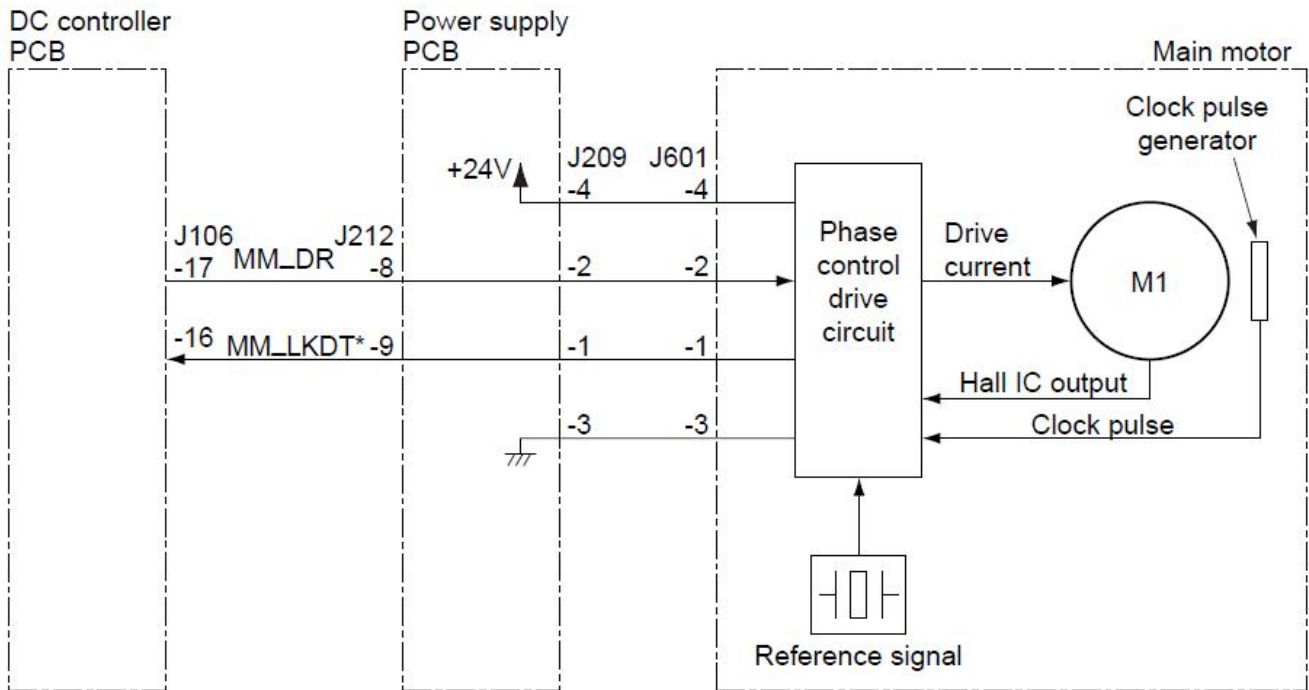 DC controller
PCB
Power supply
PCB
Main motor
Clock pulse
generator
+24V
J209
J601
-4
-4
J106
J212
-17
MM_DR
-8
-2
-2
Phase
control
drive
circuit
Drive
current
M1
-16
MM_LKDT*
-9
-1
-1
Hall IC output
-3
-3
Clock pulse
Reference signal